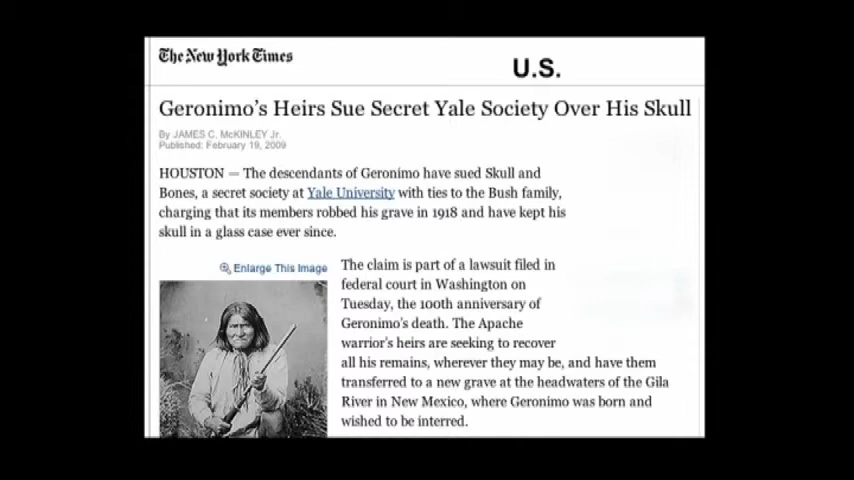 The New York Times
U.S.
Geronimo's Heirs Sue Secret Yale Society Over His Skull
By JAMES C. McKINLEY Jr.
Published: February 19, 2009
HOUSTON — The descendants of Geronimo have sued Skull and
Bones, a secret society at Yale University with ties to the Bush family,
charging that its members robbed his grave in 1918 and have kept his
skull in a glass case ever since.
Enlarge This Image
The claim is part of a lawsuit filed in
federal court in Washington on
Tuesday, the 100th anniversary of
Geronimo's death. The Apache
warrior's heirs are seeking to recover
all his remains, wherever they may be, and have them
transferred to a new grave at the headwaters of the Gila
River in New Mexico, where Geronimo was born and
wished to be interred.